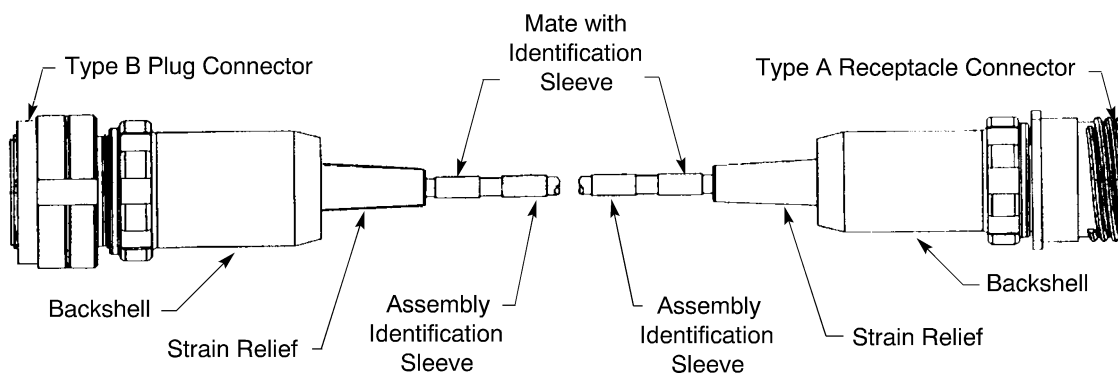 Mate with
Identification
Sleeve
Type B Plug Connector
Type A Receptacle Connector
Backshell
Strain Relief
Assembly
Identification
Sleeve
Assembly
Identification
Sleeve
Strain Relief
Backshell